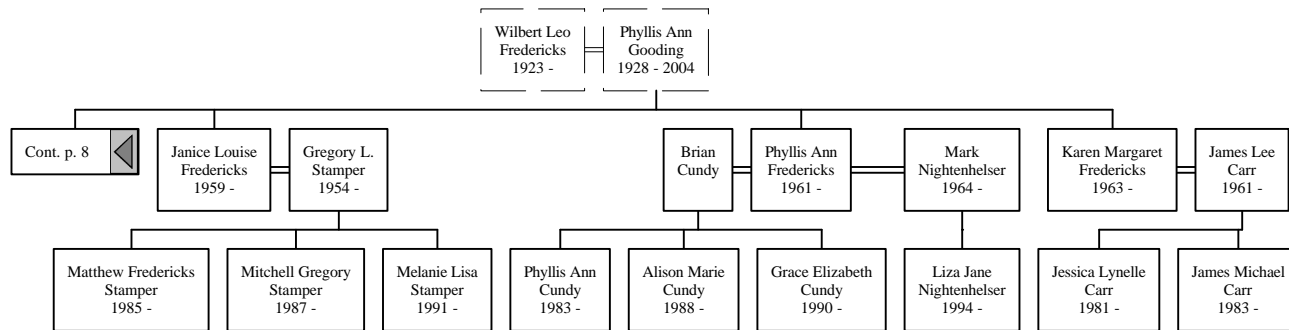 Wilbert Leo
Fredericks
1923 -
Phyllis Ann
Gooding
1928 - 2004
Cont. p. 8
Janice Louise
Fredericks
1959 -
Gregory L.
Stamper
1954 -
Brian
Cundy
Phyllis Ann
Fredericks
1961 -
Mark
Nightenhelser
1964 -
Karen Margaret
Fredericks
1963 -
James Lee
Carr
1961 -
Matthew Fredericks
Stamper
1985 -
Mitchell Gregory
Stamper
1987 -
Melanie Lisa
Stamper
1991 -
Phyllis Ann
Cundy
1983 -
Alison Marie
Cundy
1988 -
Grace Elizabeth
Cundy
1990 -
Liza Jane
Nightenhelser
1994 -
Jessica Lynelle
Carr
1981 -
James Michael
Carr
1983 -